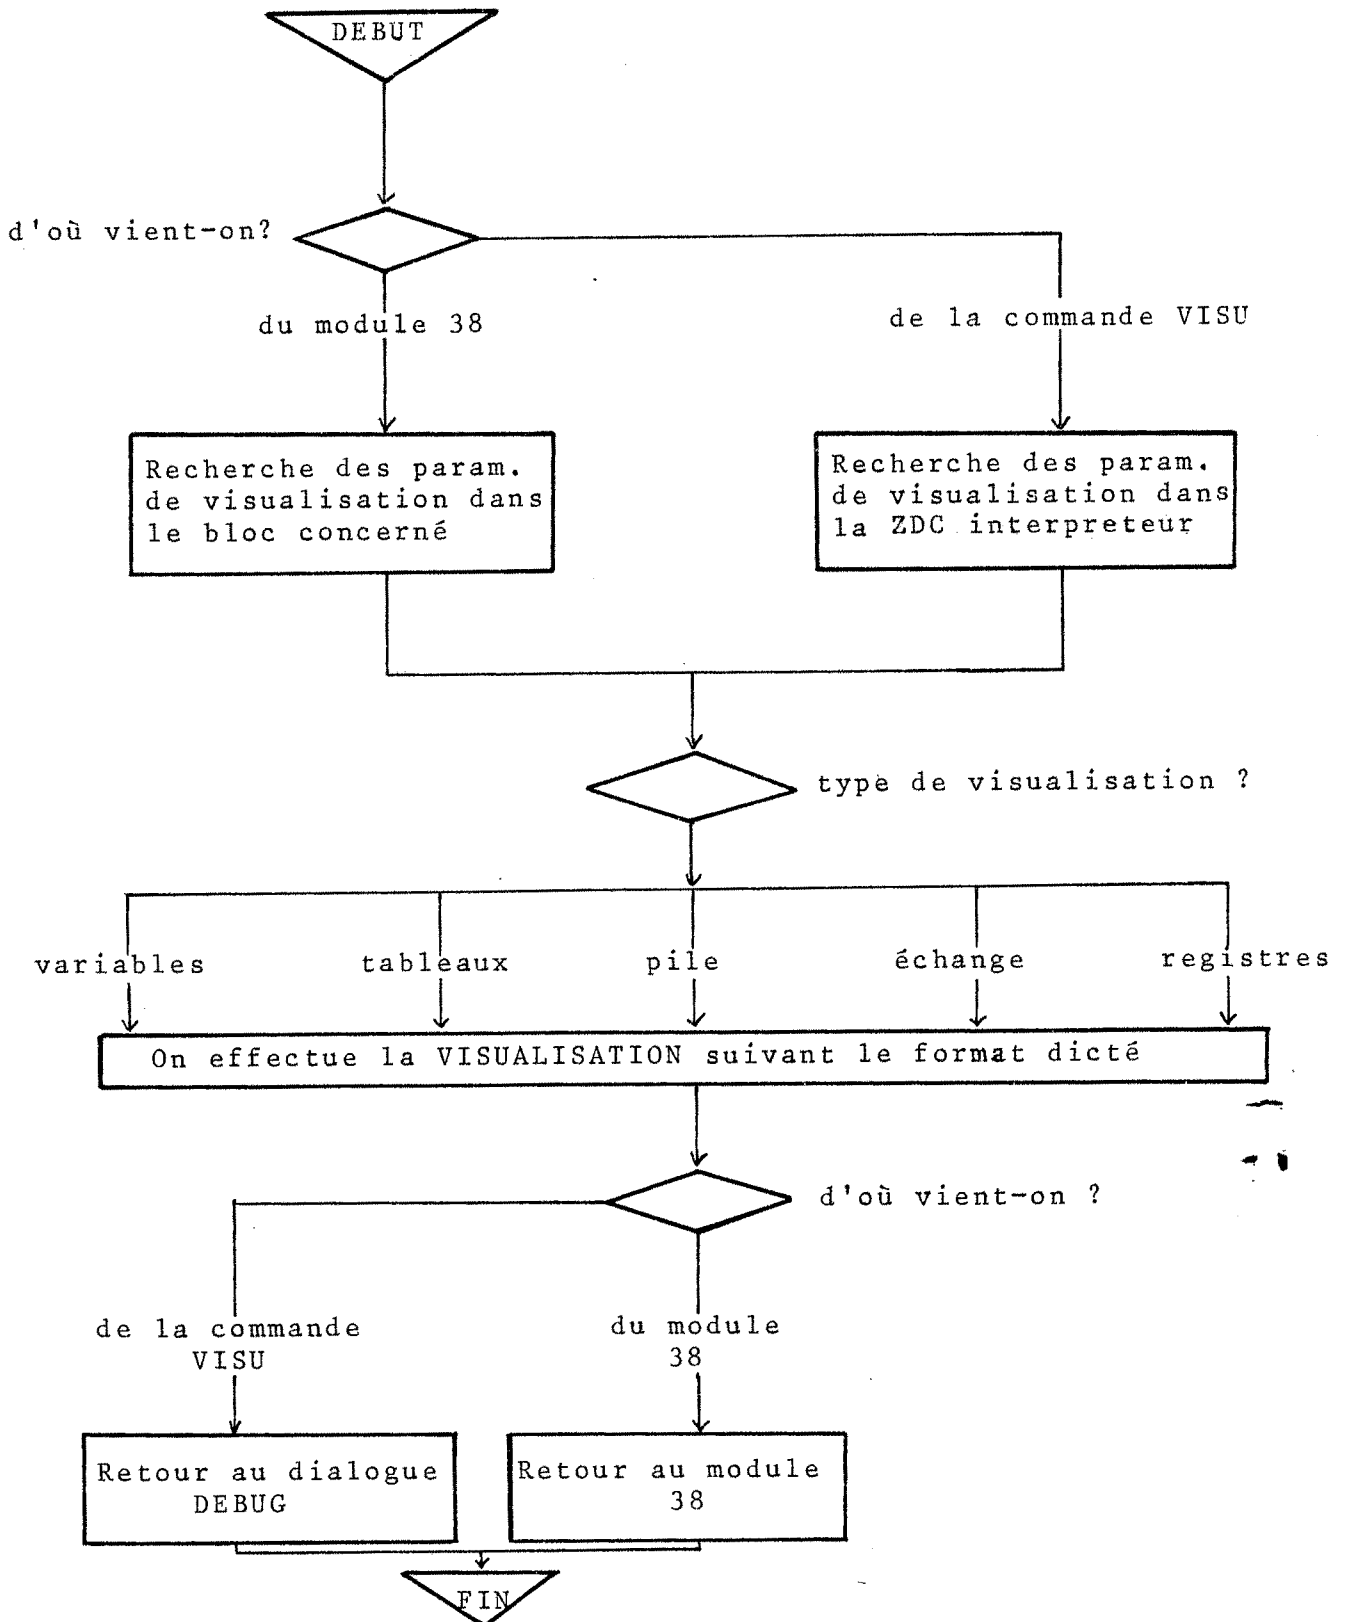 DEBUT
d'où vient-on?
du module 38
de la commande VISU
Recherche des param.
de visualisation dans
le bloc concerné
Recherche des param.
de visualisation dans
la ZDC interpreteur
type de visualisation ?
variables
tableaux
pile
échange
registres
On effectue la VISUALISATION suivant le format dicté
d'où vient-on ?
de la commande
VISU
du module
38
Retour au dialogue
DEBUG
Retour au module
38
FIN